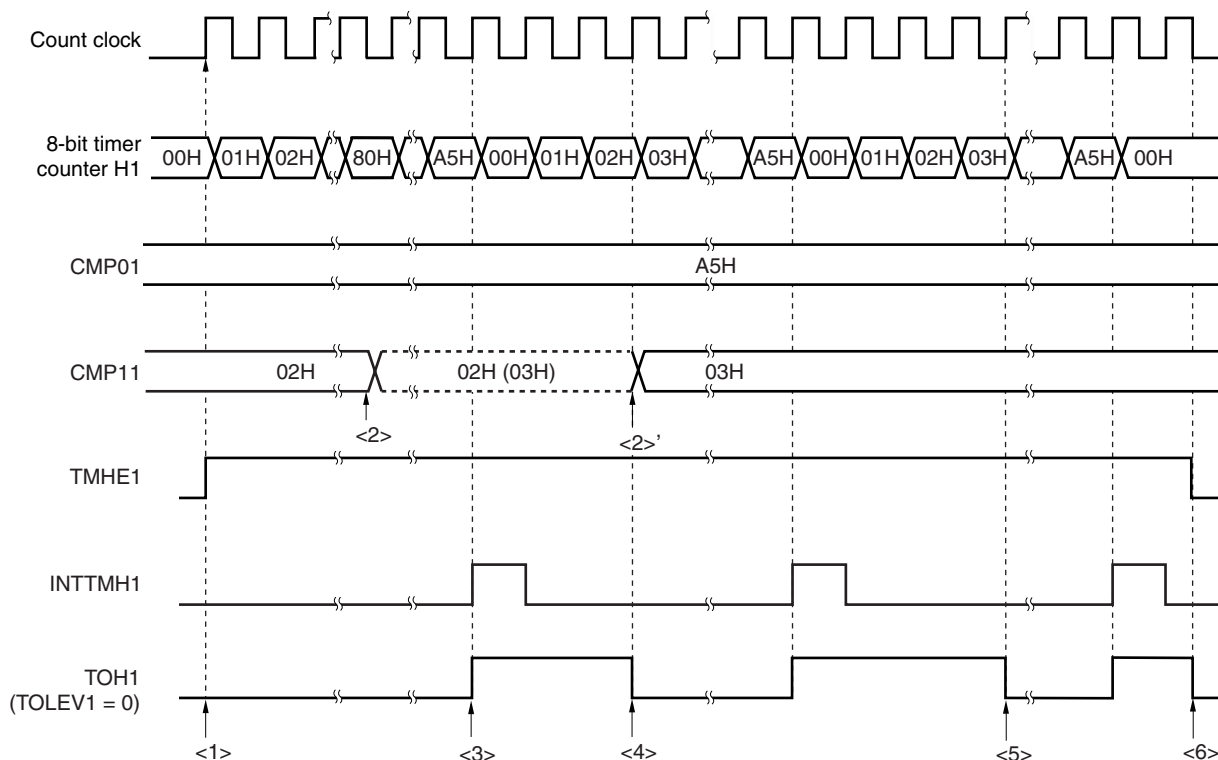 Count clock
8-bit timer
counter H1
00H 01H 02H 80H A5H 00H 01H 02H 03H A5H 00H 01H 02H 03H A5H 00H
CMP01
A5H
CMP11
02H 02H (03H) 03H
<2> <2>’
TMHE1
INTTMH1
TOH1
(TOLEV1 = 0)
<1> <3> <4> <5> <6>